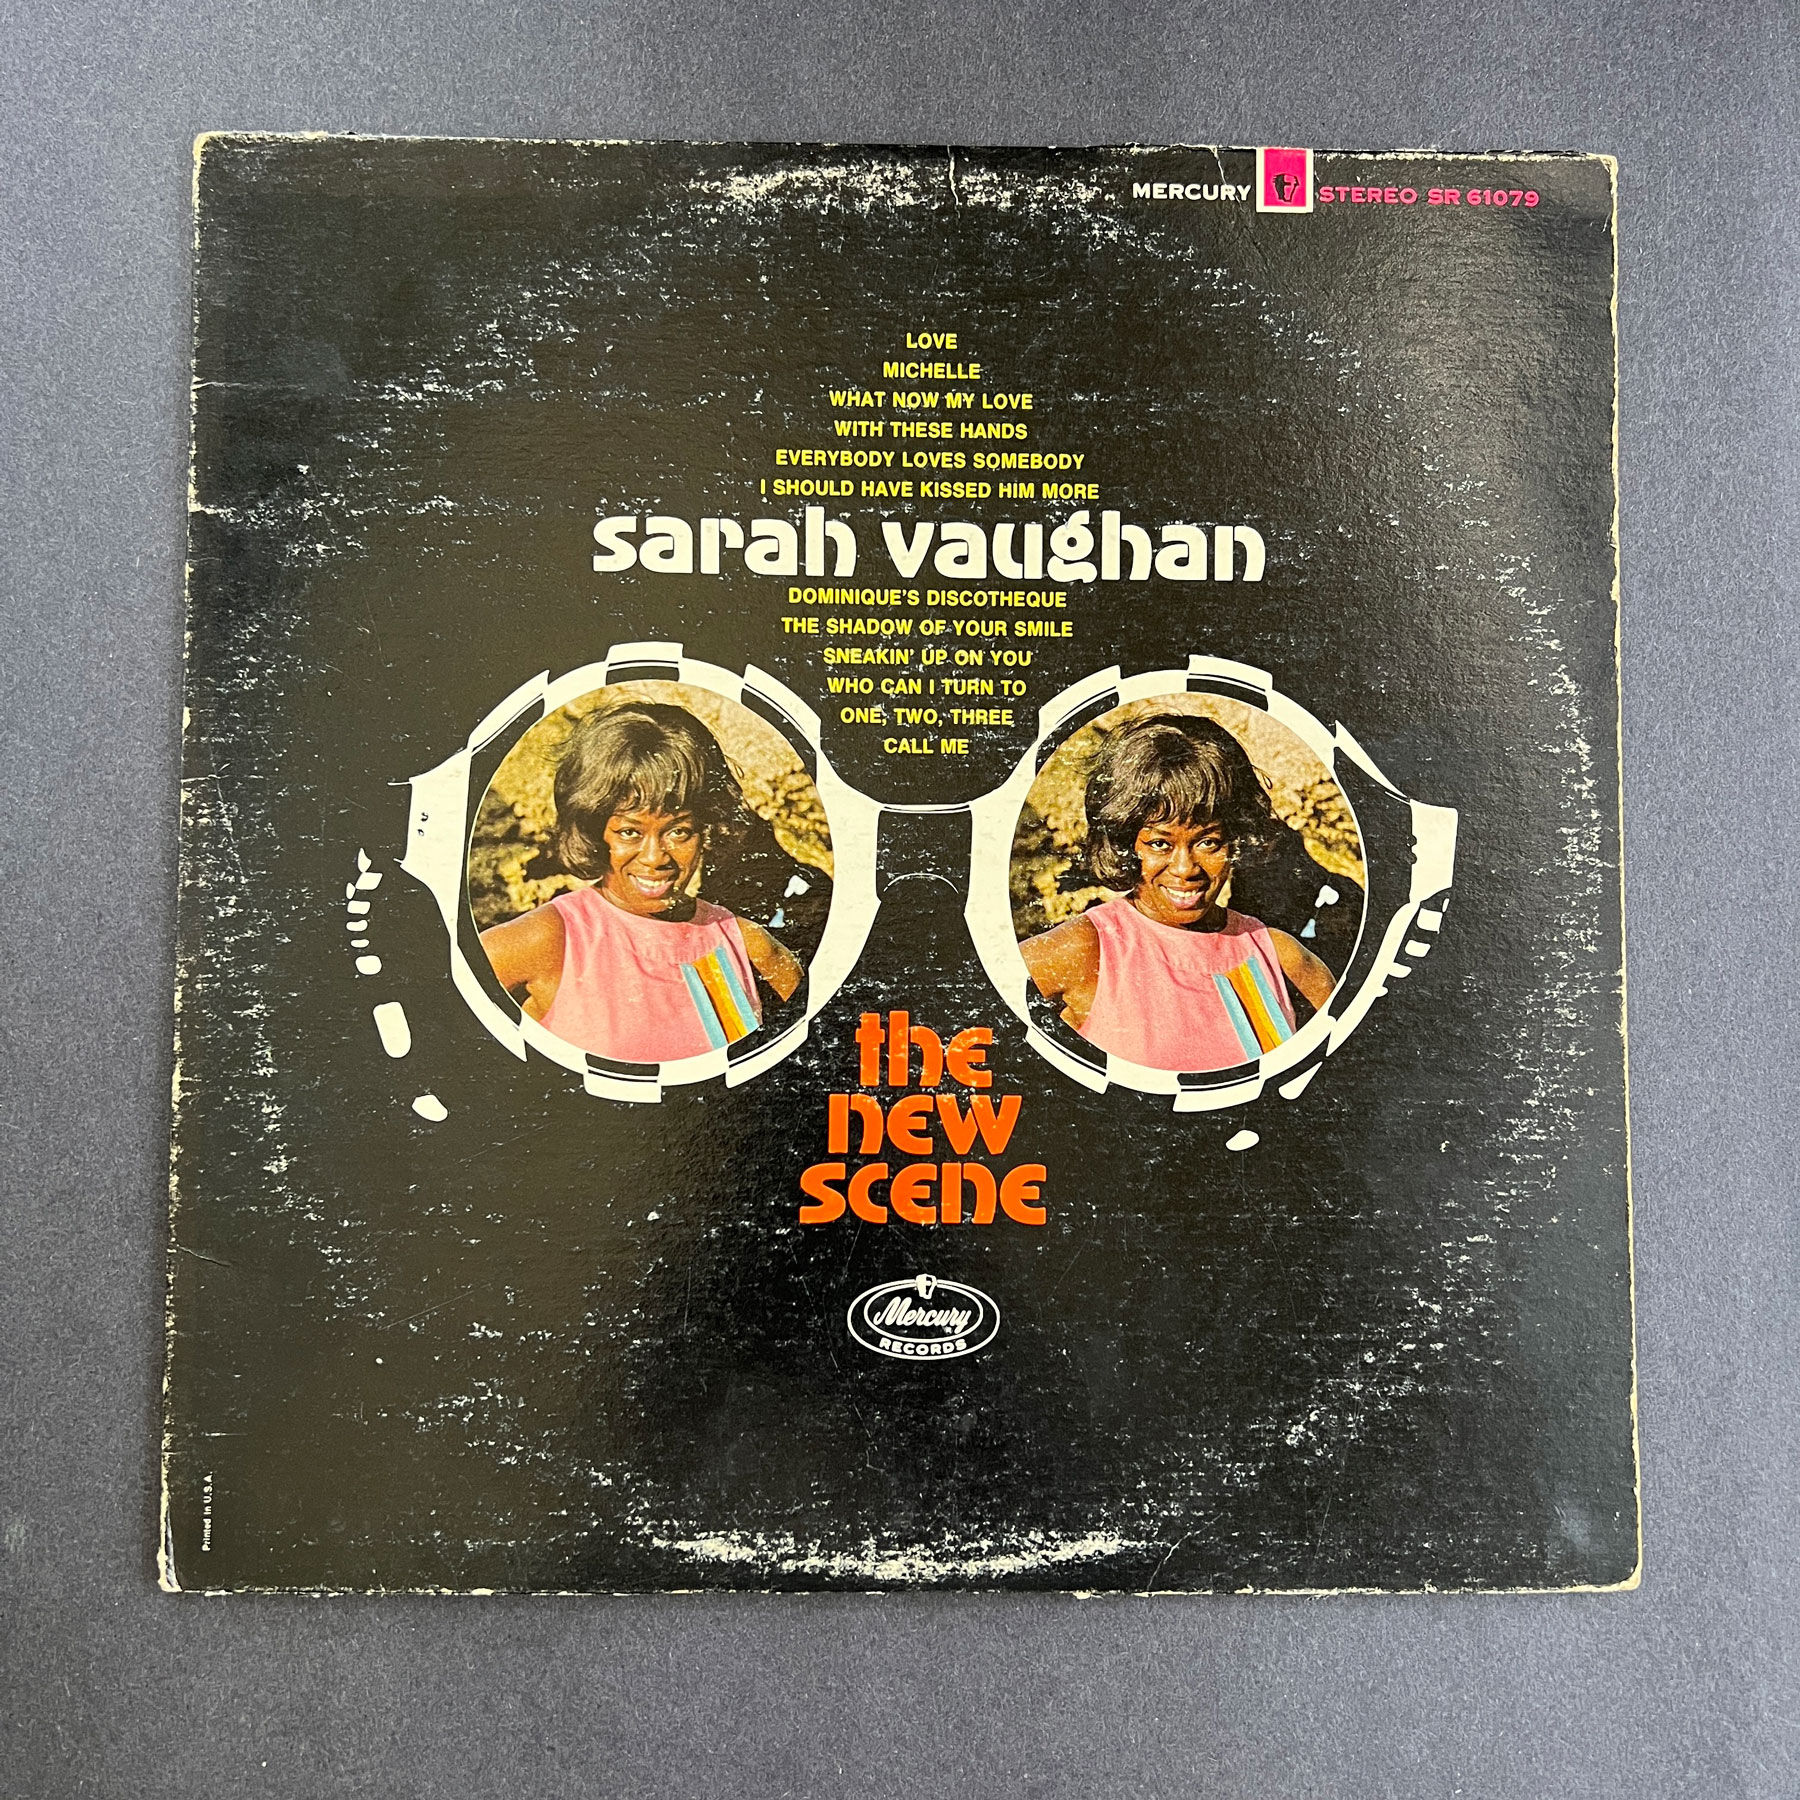 MERCURY STEREO SR 61079
LOVE
MICHELLE
WHAT NOW MY LOVE
WITH THESE HANDS
EVERYBODY LOVES SOMEBODY
I SHOULD HAVE KISSED HIM MORE
sarah vaughan
DOMINIQUE'S DISCOTHEQUE
THE SHADOW OF YOUR SMILE
SNEAKIN' UP ON YOU
WHO CAN I TURN TO
ONE, TWO, THREE
CALL ME
the
new
scene
Mercury
RECORDS
Printed in U.S.A.